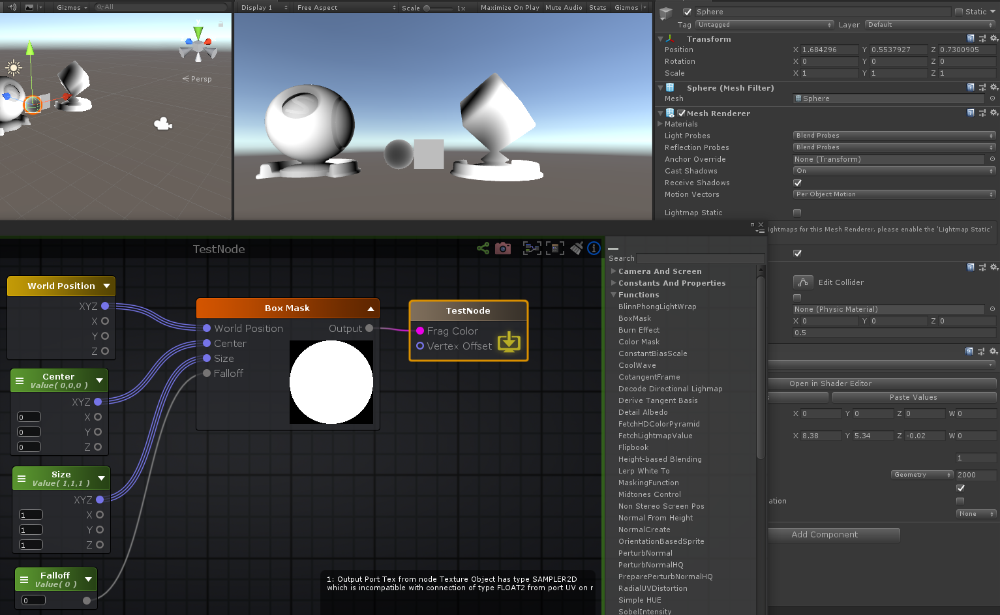 Gizmos
All
Display 1
Free Aspect
Scale
1x
Maximize On Play
Mute Audio
Stats
Gizmos
y
Persp
Sphere
Static
Tag
Untagged
Layer
Default
Transform
Position
X 1.684296 Y 0.5537927 Z 0.7300905
Rotation
X 0 Y 0 Z 0
Scale
X 1 Y 1 Z 1
Sphere (Mesh Filter)
Mesh
Sphere
Mesh Renderer
Materials
Light Probes
Blend Probes
Reflection Probes
Blend Probes
Anchor Override
None (Transform)
Cast Shadows
On
Receive Shadows
Motion Vectors
Per Object Motion
Lightmap Static
ightmaps for this Mesh Renderer, please enable the 'Lightmap Static'
Edit Collider
None (Physic Material)
X 0 Y 0 Z 0
0.5
Open in Shader Editor
Paste Values
X 0 Y 0 Z 0 W 0
X 8.38 Y 5.34 Z -0.02 W 0
1
Geometry
2000
ation
None
Add Component
TestNode
World Position
XYZ
X
Y
Z
Center
Value( 0,0,0 )
XYZ
0 X
0 Y
0 Z
Size
Value( 1,1,1 )
XYZ
1 X
1 Y
1 Z
Falloff
Value( 0 )
0
Box Mask
World Position
Output
Center
Size
Falloff
TestNode
Frag Color
Vertex Offset
1: Output Port Tex from node Texture Object has type SAMPLER2D
which is incompatible with connection of type FLOAT2 from port UV on
Search
Camera And Screen
Constants And Properties
Functions
BlinnPhongLightWrap
BoxMask
Burn Effect
Color Mask
ConstantBiasScale
CoolWave
CotangentFrame
Decode Directional Lighmap
Derive Tangent Basis
Detail Albedo
FetchHDColorPyramid
FetchLightmapValue
Flipbook
Height-based Blending
Lerp White To
MaskingFunction
Midtones Control
Non Stereo Screen Pos
Normal From Height
NormalCreate
OrientationBasedSprite
PerturbNormal
PerturbNormalHQ
PreparePerturbNormalHQ
RadialUVDistortion
Simple HUE
SobelIntensity